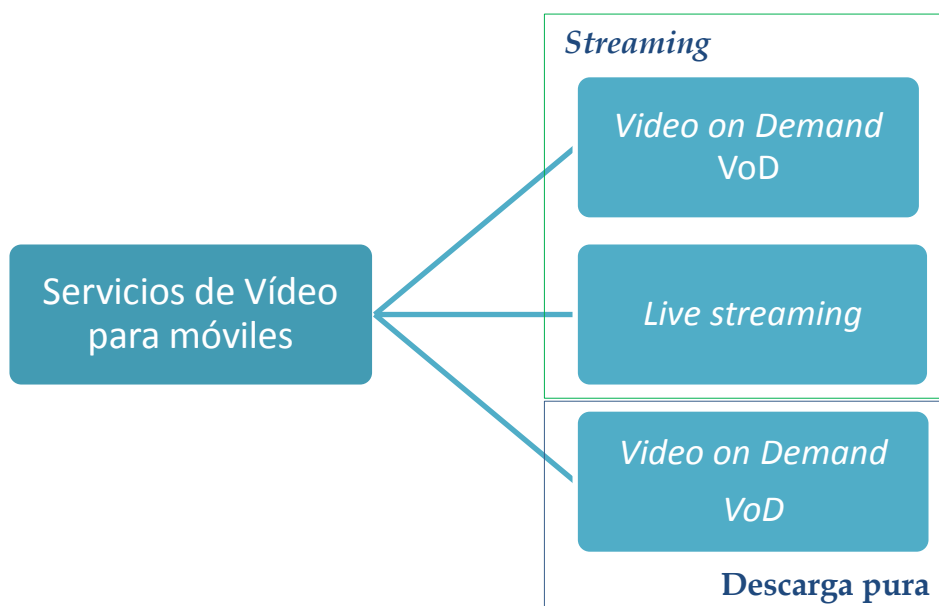 Streaming
Video on Demand
VoD
Servicios de Vídeo
para móviles
Live streaming
Video on Demand
VoD
Descarga pura